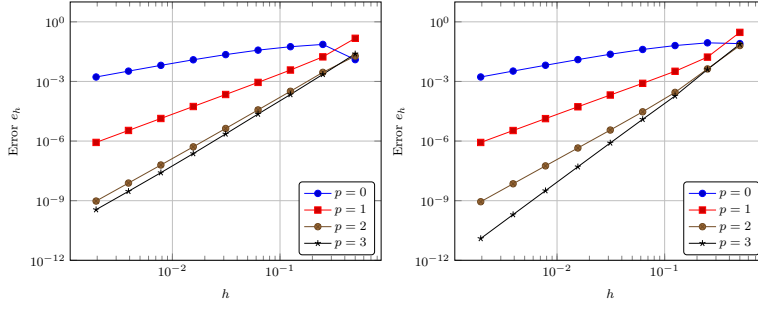 10^0
10^−3
10^−6
10^−9
10^−12
Error e_h
10^−2
10^−1
h
p = 0
p = 1
p = 2
p = 3
10^0
10^−3
10^−6
10^−9
10^−12
Error e_h
10^−2
10^−1
h
p = 0
p = 1
p = 2
p = 3